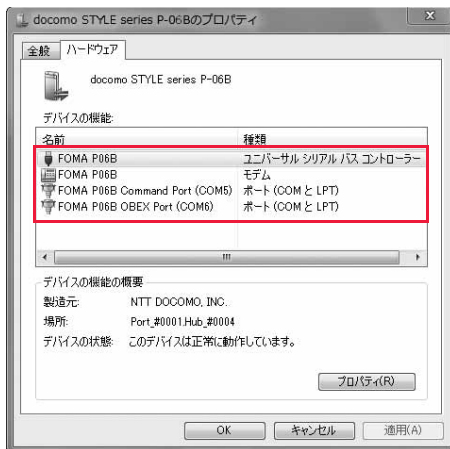 docomo STYLE series P-06Bのプロパティ
全般 ハードウェア
docomo STYLE series P-06B
デバイスの機能:
名前 種類
FOMA P06B ユニバーサル シリアル バス コントローラー
FOMA P06B モデム
FOMA P06B Command Port (COM5) ポート (COM と LPT)
FOMA P06B OBEX Port (COM6) ポート (COM と LPT)
デバイスの機能の概要
製造元: NTT DOCOMO, INC.
場所: Port_#0001.Hub_#0004
デバイスの状態: このデバイスは正常に動作しています。
プロパティ(R)
OK キャンセル 適用(A)